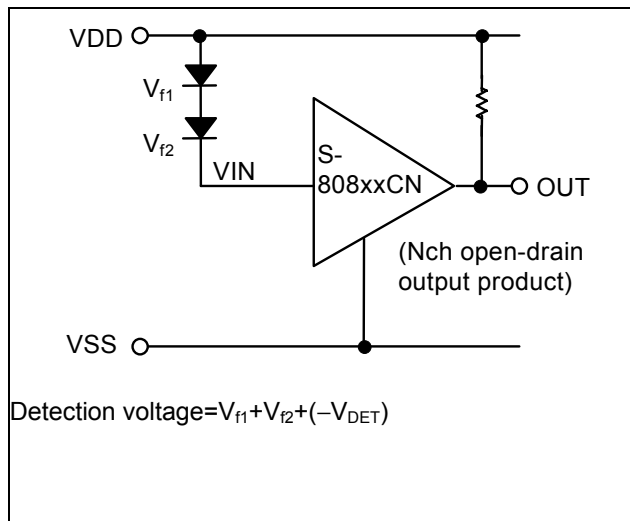 VDD
Vf1
Vf2
VIN
S-
808xxCN
OUT
(Nch open-drain
output product)
VSS
Detection voltage=Vf1+Vf2+(−VDET)